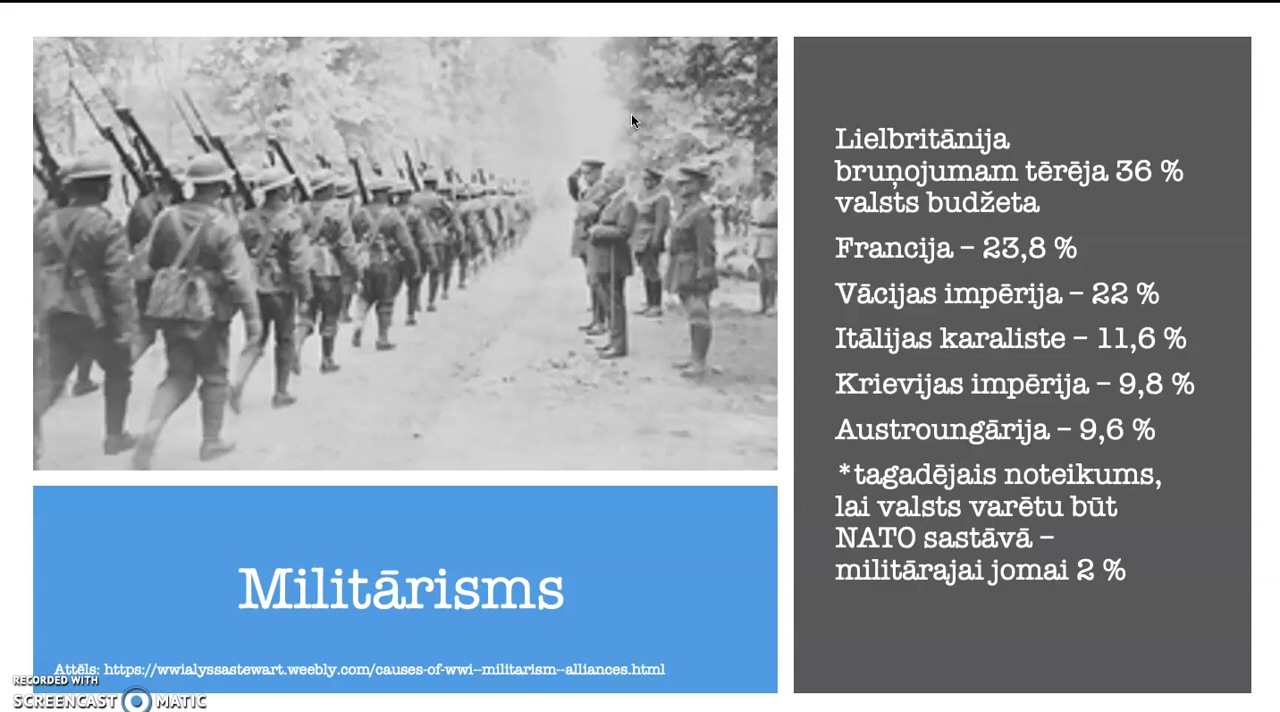 Lielbritānija
bruņojumam tērēja 36 %
valsts budžeta
Francija – 23,8 %
Vācijas impērija – 22 %
Itālijas karaliste – 11,6 %
Krievijas impērija – 9,8 %
Austroungārija – 9,6 %
*tagadējais noteikums,
lai valsts varētu būt
NATO sastāvā –
militārajai jomai 2 %
Militārisms
Attēls: https://wwialyssastewart.weebly.com/causes-of-wwi--militarism--alliances.html
RECORDED WITH
SCREENCAST MATIC